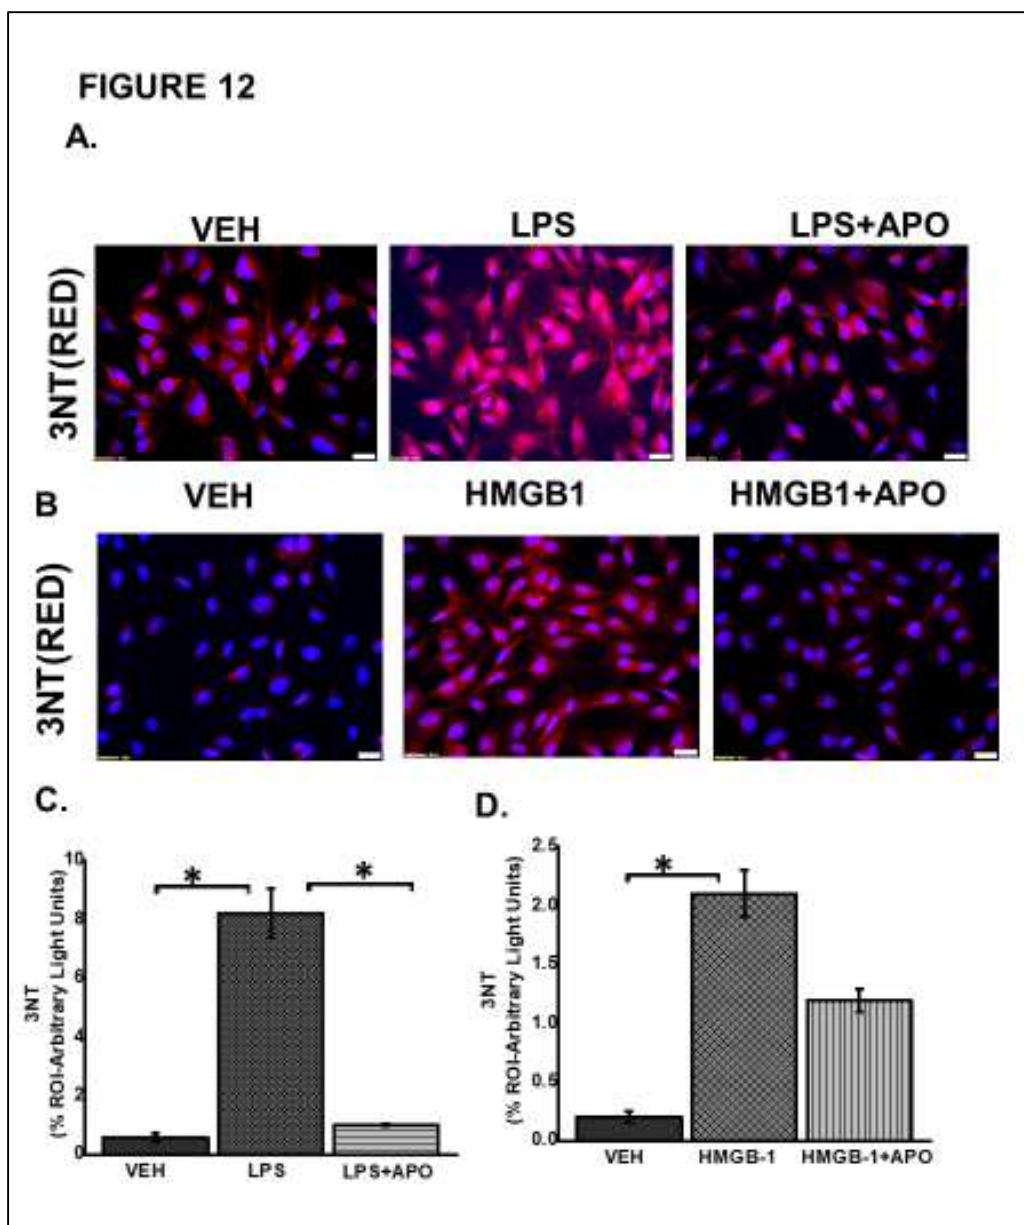 FIGURE 12
A.
VEH LPS LPS+APO
3NT(RED)
B VEH HMGB1 HMGB1+APO
3NT(RED)
C.
D.
3NT
(% ROI-Arbitrary Light Units)
10
8
6
4
2
0
* *
VEH LPS LPS+APO
3NT
(% ROI-Arbitrary Light Units)
2.5
2.0
1.5
1.0
0.5
0.0
*
VEH HMGB-1 HMGB-1+APO